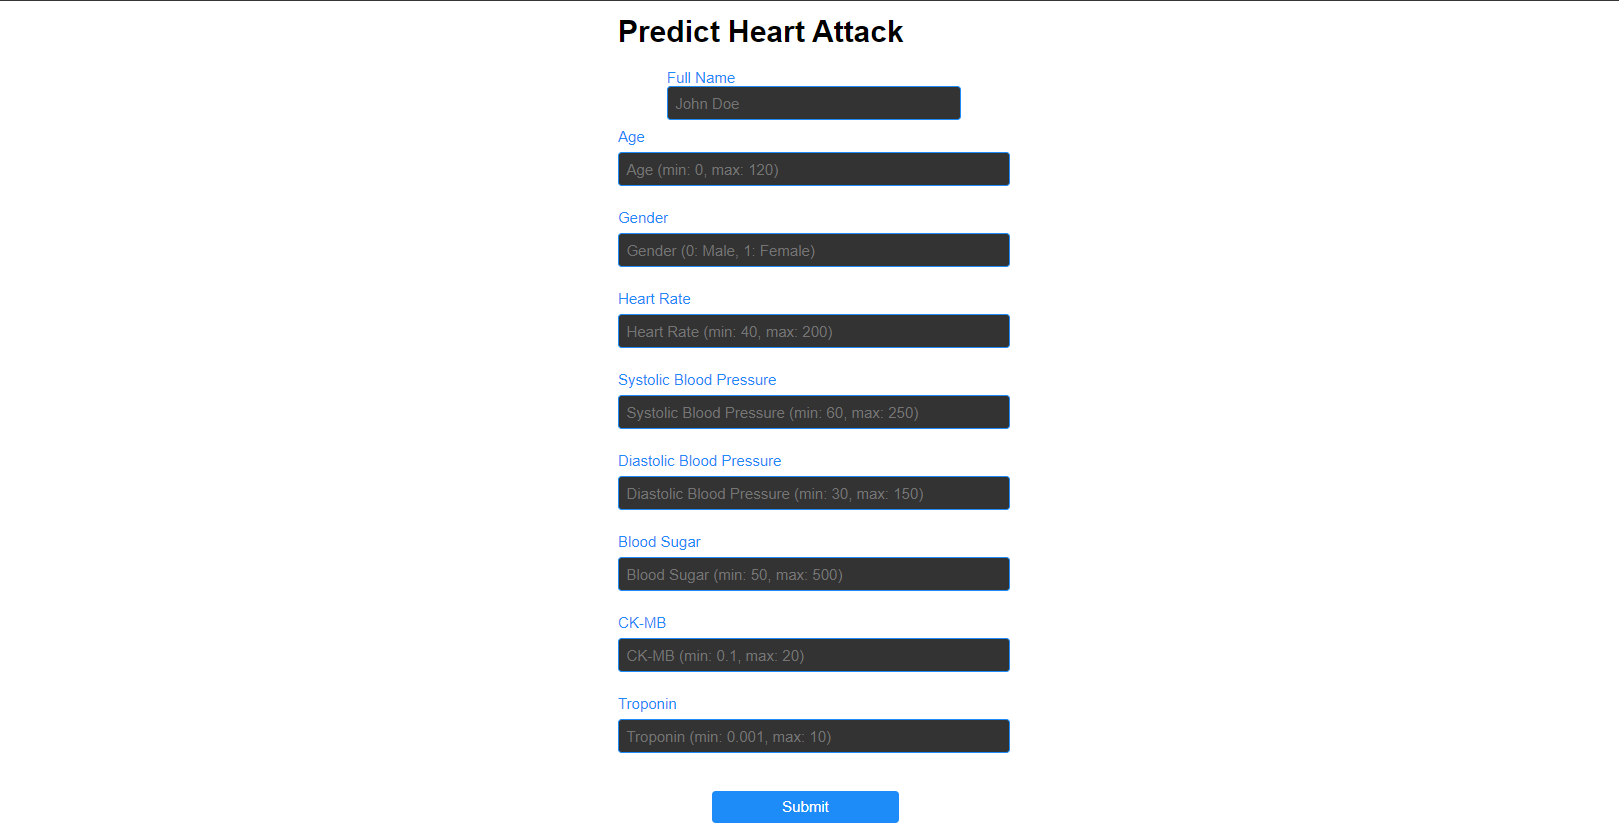 Predict Heart Attack
Full Name
John Doe
Age
Age (min: 0, max: 120)
Gender
Gender (0: Male, 1: Female)
Heart Rate
Heart Rate (min: 40, max: 200)
Systolic Blood Pressure
Systolic Blood Pressure (min: 60, max: 250)
Diastolic Blood Pressure
Diastolic Blood Pressure (min: 30, max: 150)
Blood Sugar
Blood Sugar (min: 50, max: 500)
CK-MB
CK-MB (min: 0.1, max: 20)
Troponin
Troponin (min: 0.001, max: 10)
Submit